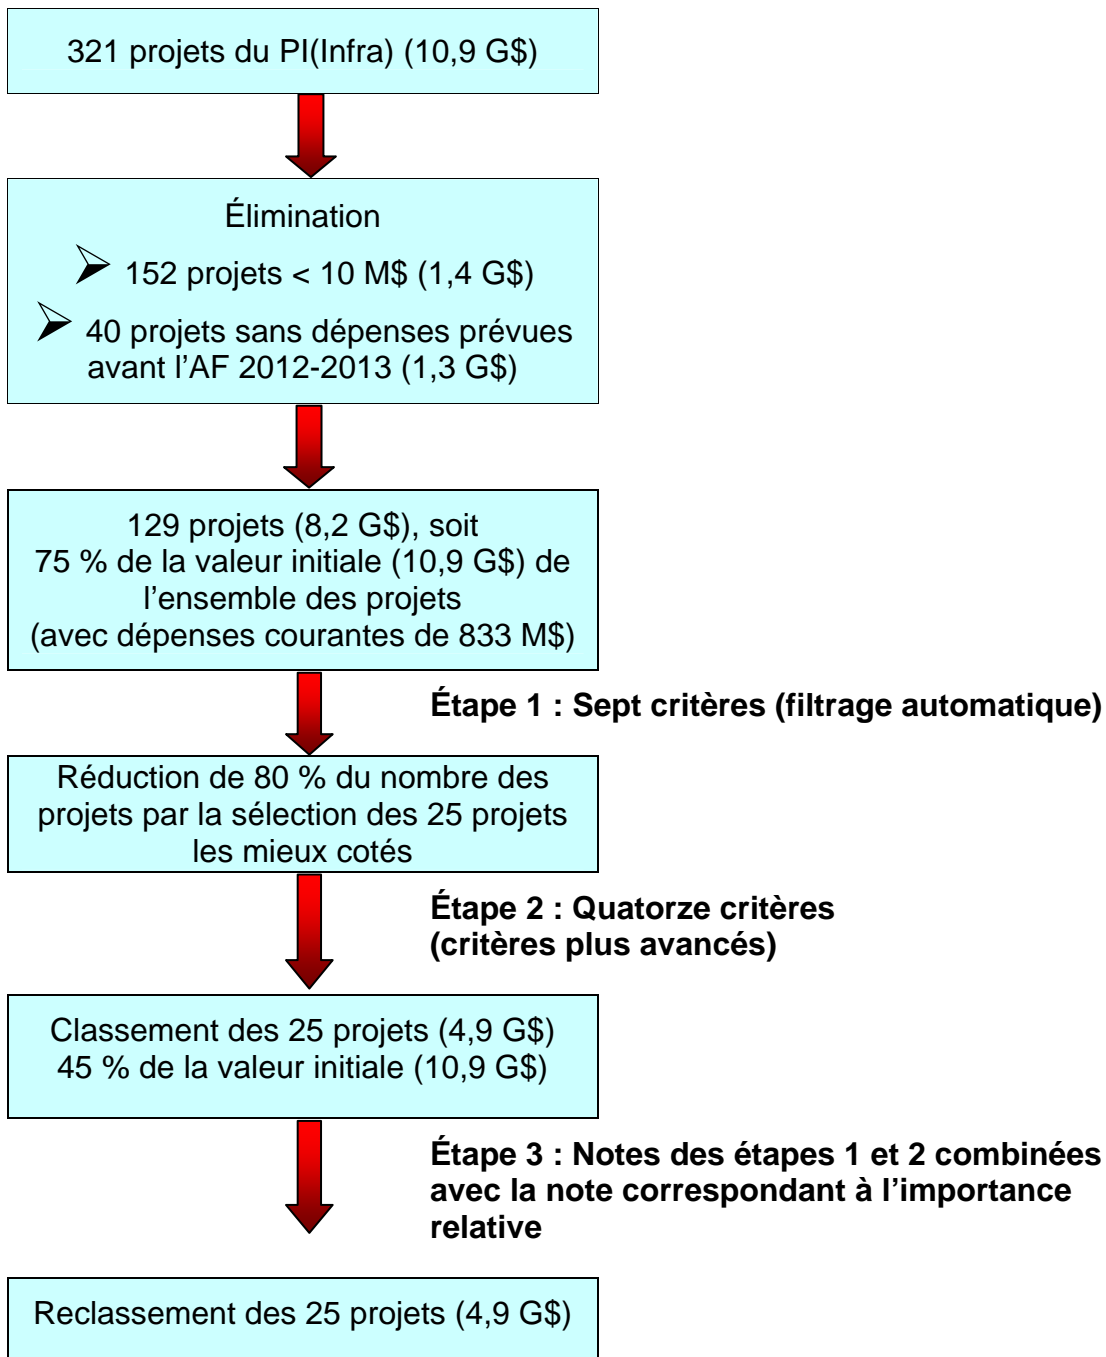 321 projets du PI(Infra) (10,9 G$)
Élimination
➢ 152 projets < 10 M$ (1,4 G$)
➢ 40 projets sans dépenses prévues
avant l’AF 2012-2013 (1,3 G$)
129 projets (8,2 G$), soit
75 % de la valeur initiale (10,9 G$) de
l’ensemble des projets
(avec dépenses courantes de 833 M$)
Étape 1 : Sept critères (filtrage automatique)
Réduction de 80 % du nombre des
projets par la sélection des 25 projets
les mieux cotés
Étape 2 : Quatorze critères
(critères plus avancés)
Classement des 25 projets (4,9 G$)
45 % de la valeur initiale (10,9 G$)
Étape 3 : Notes des étapes 1 et 2 combinées
avec la note correspondant à l’importance
relative
Reclassement des 25 projets (4,9 G$)